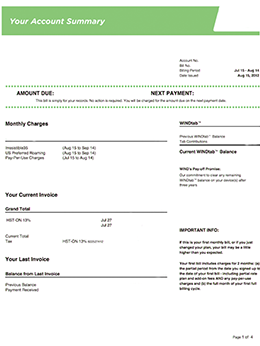 Your Account Summary
Account No.
Bill No.
Billing Period Jul 15 - Aug 14
Date Issued Aug 15, 2015
AMOUNT DUE: NEXT PAYMENT:
This bill is simply for your records. No action is required. You will be charged for the amount due on the next payment date.
Monthly Charges
(Aug 15 to Sep 14)
US Preferred Roaming (Aug 15 to Sep 14)
Pay-Per-Use Charges (Jul 15 to Aug 14)
WINDtab™
Previous WINDtab™ Balance
Tab Contributions
Current WINDtab™ Balance
WIND's Pay-off Promise:
Our commitment to clear any remaining
WINDtab™ balance on your device(s) after
three years.
Your Current Invoice
Grand Total
HST-ON 13% Jul 27
Jul 27
Current Total
Tax HST-ON 13%
Your Last Invoice
Balance from Last Invoice
Previous Balance
Payment Received
IMPORTANT INFO:
If this is your first monthly bill, or if you just
changed your plan, your bill may be a little
higher than you expected.
Your first bill includes charges for 2 months: (a)
the partial period from the date you signed up to
the date of your first bill - including partial rate
plan and add-on fees AND any pay-per-use
charges and (b) the full month of your first full
billing cycle.
Page 1 of 4